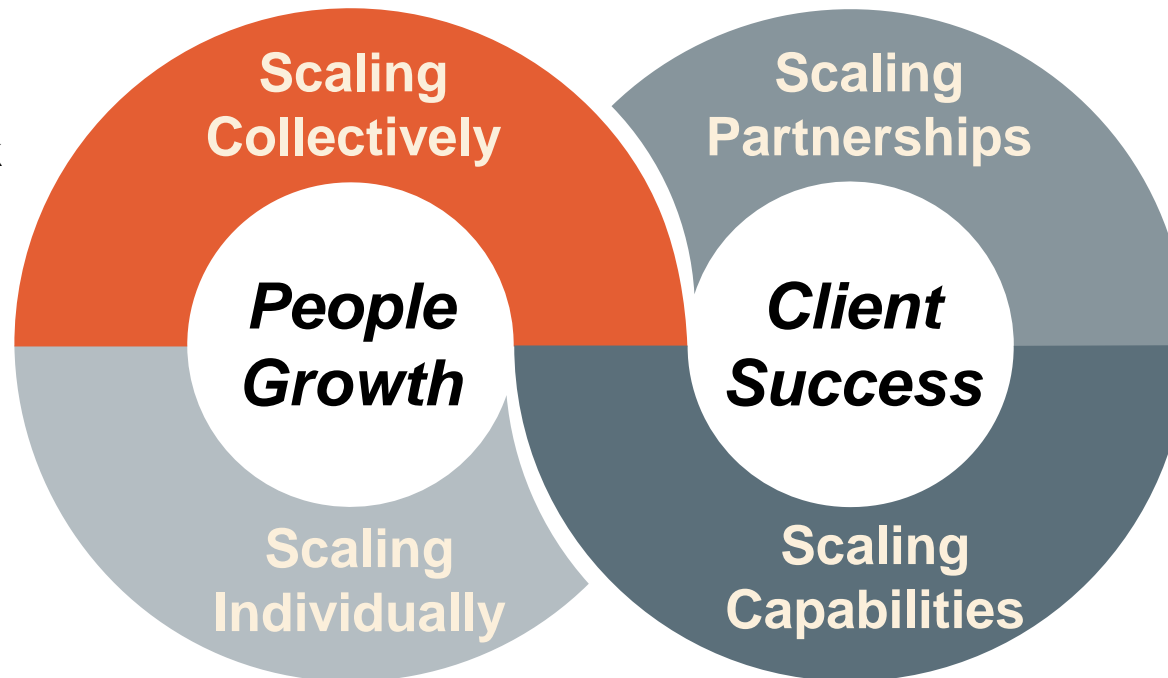 Scaling
Collectively
Scaling
Partnerships
People
Growth
Client
Success
Scaling
Individually
Scaling
Capabilities